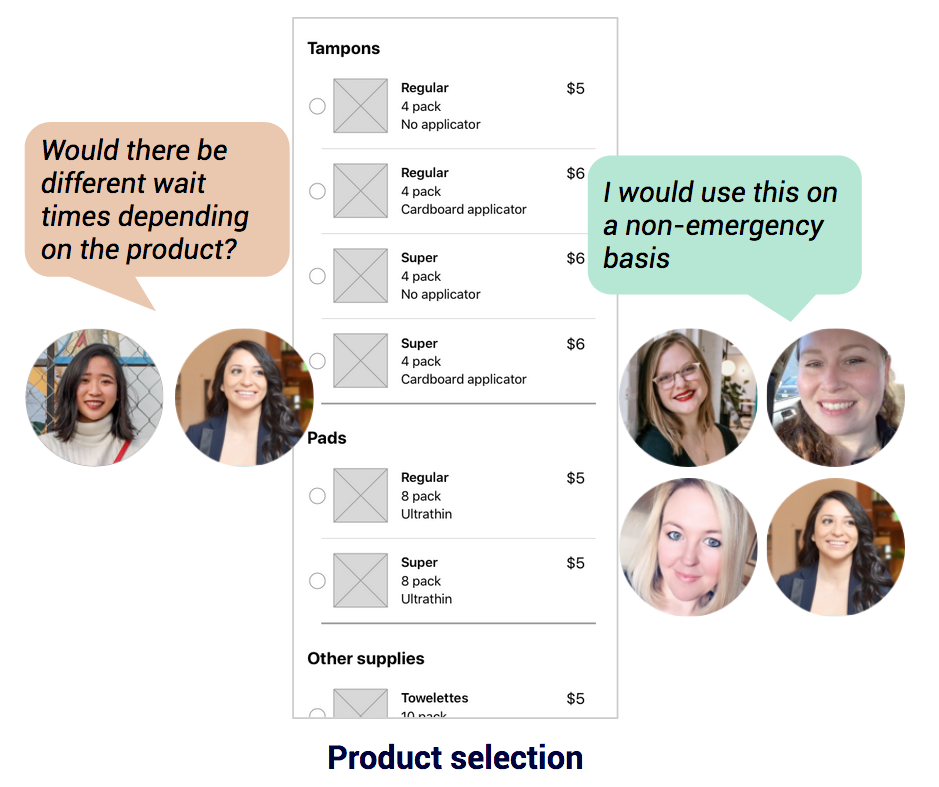 Would there be
different wait
times depending
on the product?
Tampons
Regular
$5
4 pack
No applicator
Regular
$6
4 pack
Cardboard applicator
Super
$6
4 pack
No applicator
Super
$6
4 pack
Cardboard applicator
Pads
Regular
$5
8 pack
Ultrathin
Super
$5
8 pack
Ultrathin
Other supplies
Towelettes
$5
10 pack
I would use this on
a non-emergency
basis
Product selection